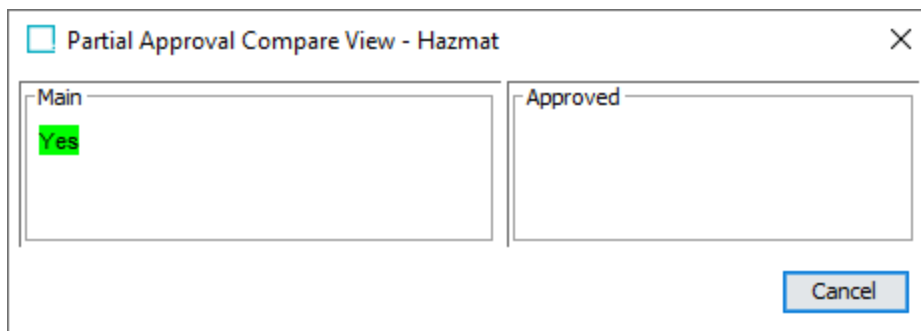 Partial Approval Compare View - Hazmat
Main
Approved
Yes
Cancel